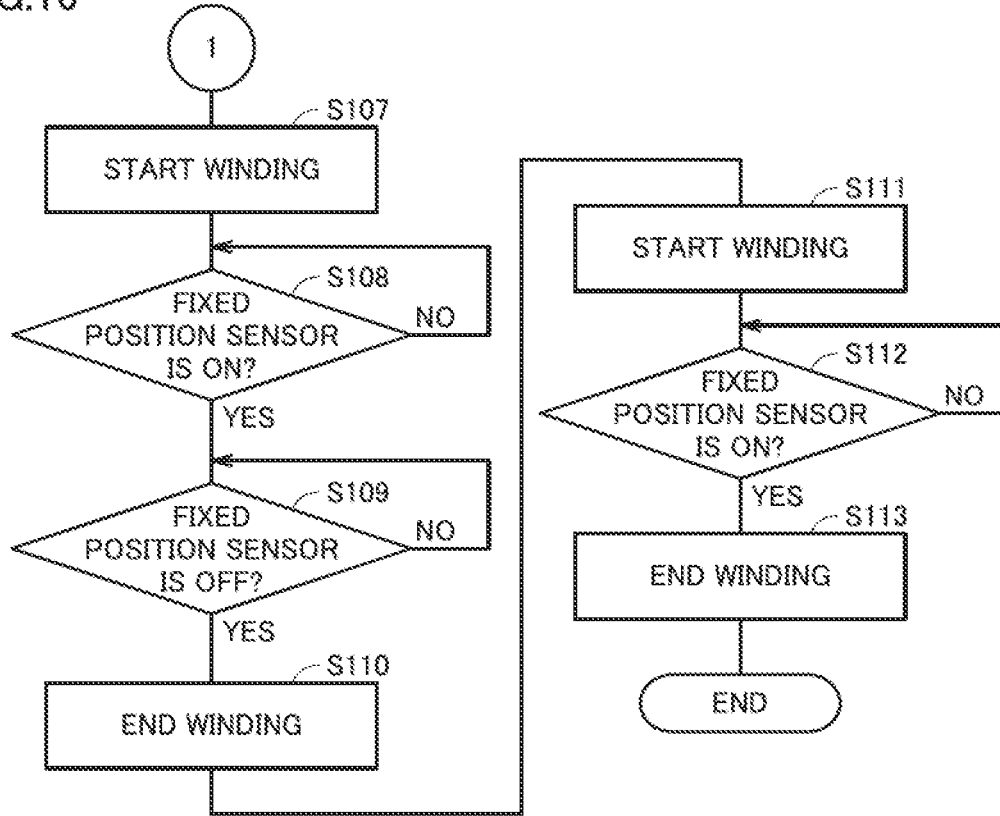 1
S107
START WINDING
S108
FIXED
POSITION SENSOR
IS ON?
NO
YES
S109
FIXED
POSITION SENSOR
IS OFF?
NO
YES
S110
END WINDING
S111
START WINDING
S112
FIXED
POSITION SENSOR
IS ON?
NO
YES
S113
END WINDING
END